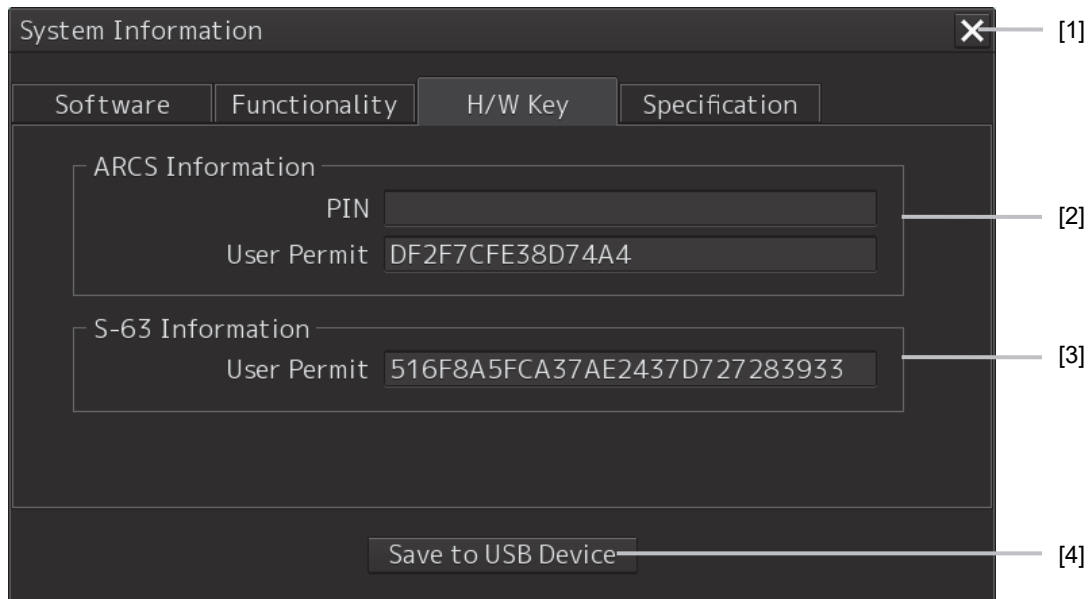 System Information
[1]
Software Functionality H/W Key Specification
ARCS Information
PIN
[2]
User Permit DF2F7CFE38D74A4
S-63 Information
User Permit 516F8A5FCA37AE2437D727283933
[3]
Save to USB Device
[4]